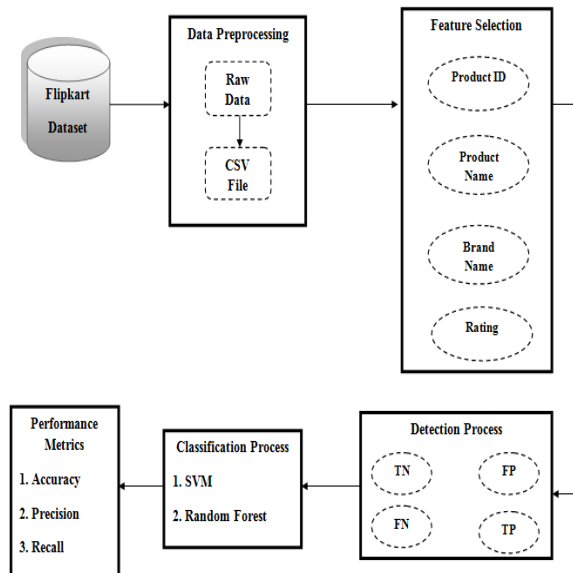 Flipkart
Dataset
Data Preprocessing
Raw
Data
CSV
File
Feature Selection
Product ID
Product
Name
Brand
Name
Rating
Detection Process
TN
FP
FN
TP
Classification Process
1. SVM
2. Random Forest
Performance
Metrics
1. Accuracy
2. Precision
3. Recall